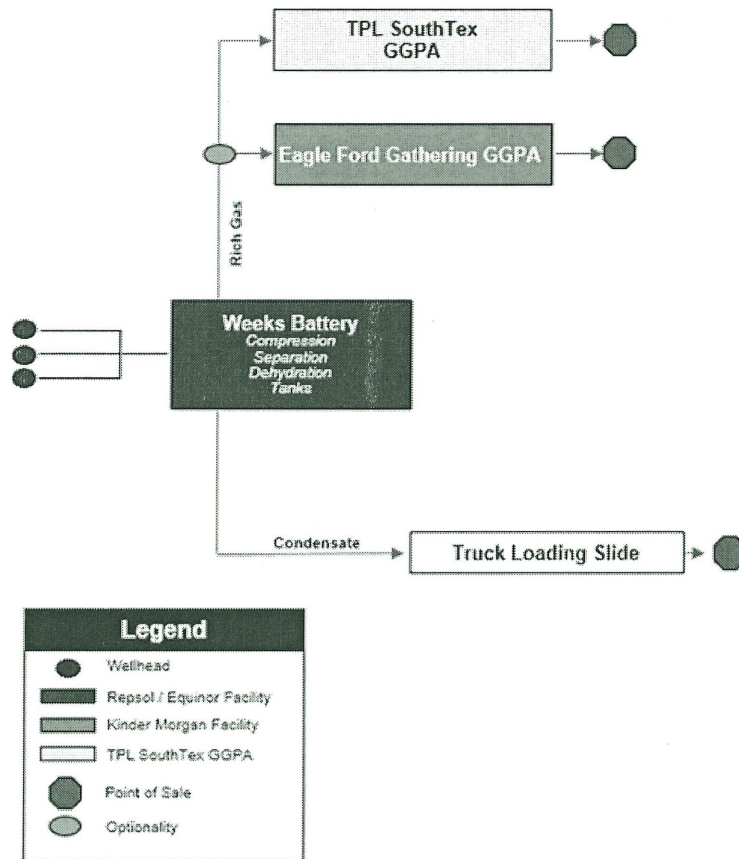 TPL SouthTex
GGPA
Eagle Ford Gathering GGPA
Rich Gas
Weeks Battery
Compression
Separation
Dehydration
Tanks
Condensate
Truck Loading Slide
Legend
Wellhead
Repsol / Equinor Facility
Kinder Morgan Facility
TPL SouthTex GGPA
Point of Sale
Optionality